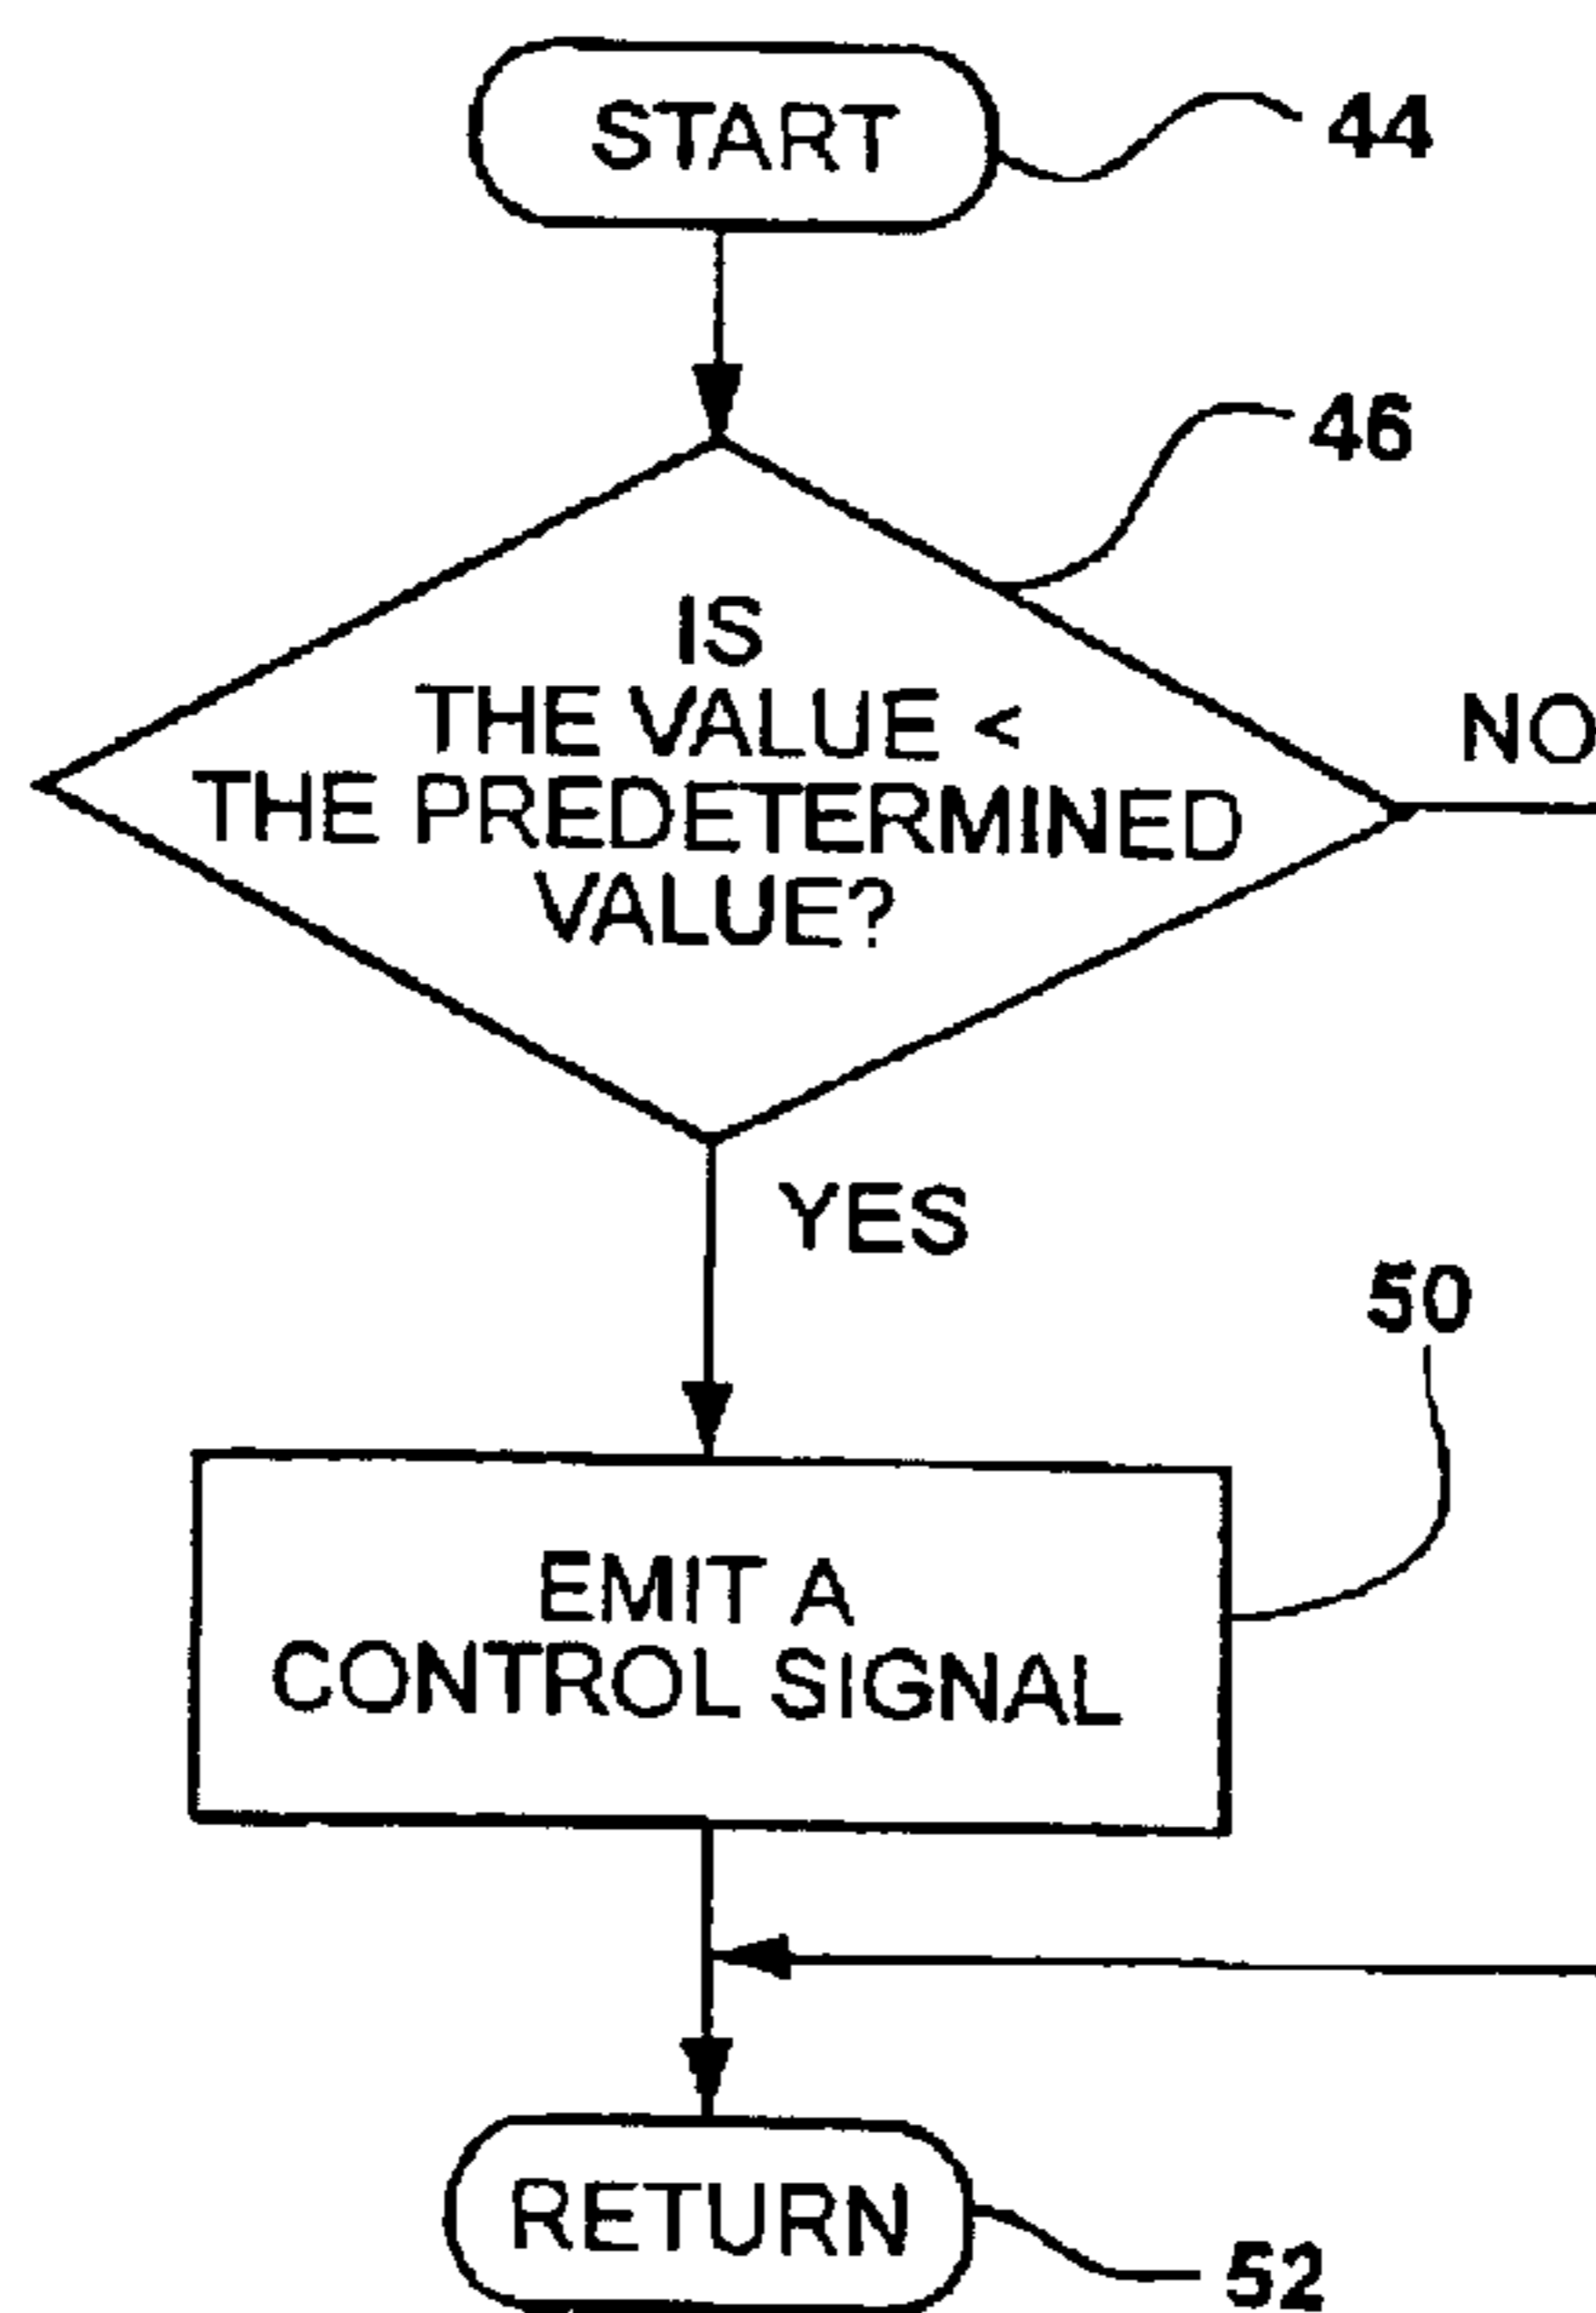 START
44
46
IS
THE VALUE <
THE PREDETERMINED
VALUE?
NO
YES
50
EMIT A
CONTROL SIGNAL
RETURN
52